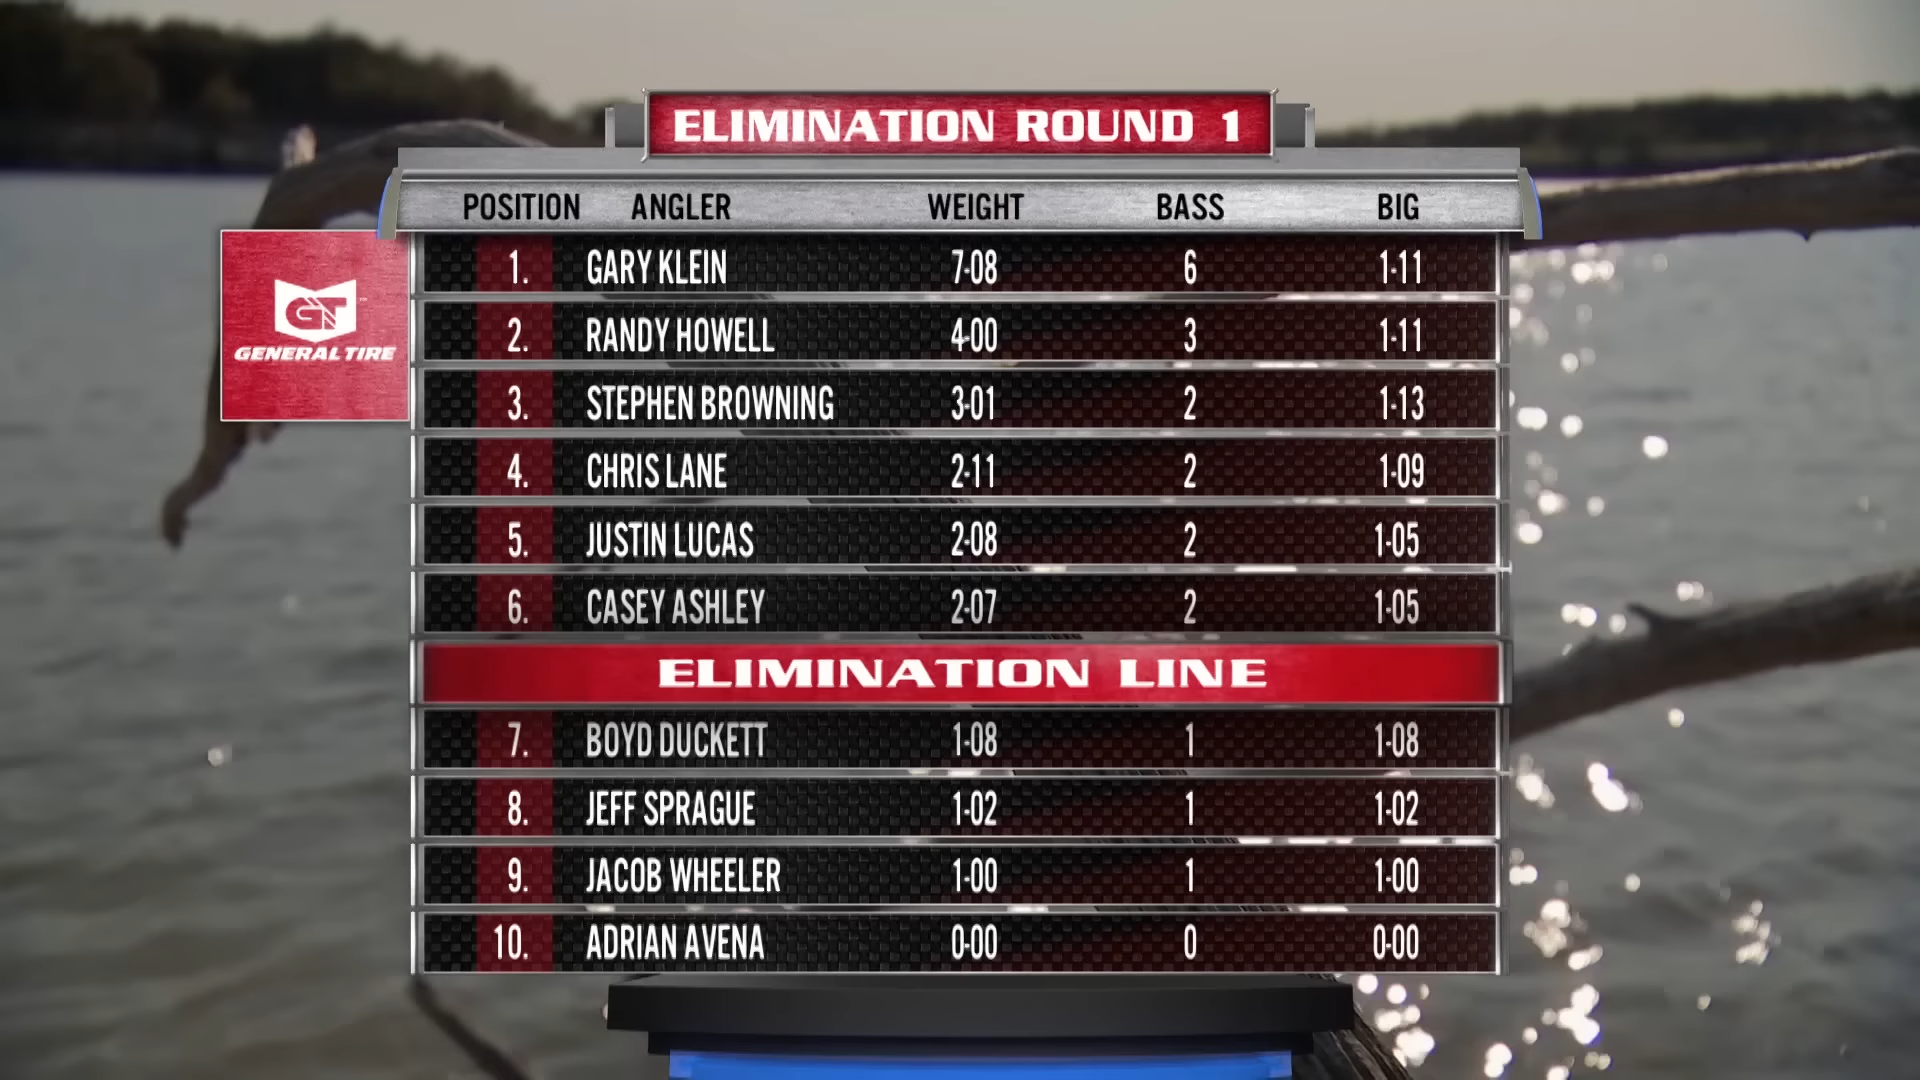 ELIMINATION ROUND 1
POSITION ANGLER WEIGHT BASS BIG
1. GARY KLEIN 7-08 6 1-11
GT™
GENERAL TIRE
2. RANDY HOWELL 4-00 3 1-11
3. STEPHEN BROWNING 3-01 2 1-13
4. CHRIS LANE 2-11 2 1-09
5. JUSTIN LUCAS 2-08 2 1-05
6. CASEY ASHLEY 2-07 2 1-05
ELIMINATION LINE
7. BOYD DUCKETT 1-08 1 1-08
8. JEFF SPRAGUE 1-02 1 1-02
9. JACOB WHEELER 1-00 1 1-00
10. ADRIAN AVENA 0-00 0 0-00